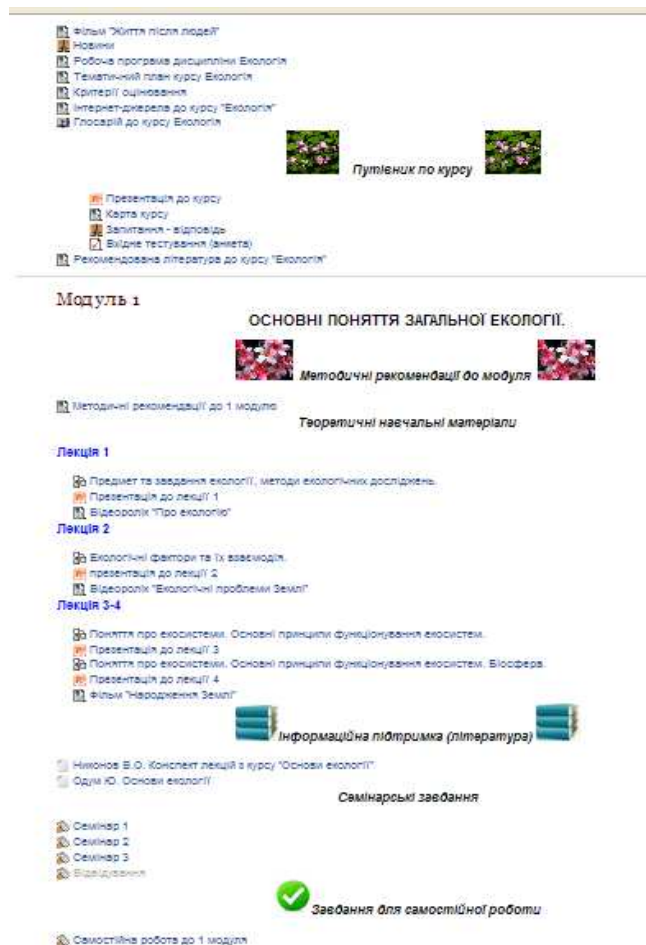 Фільм "Життя після людей"
Новини
Робоча програма дисципліни Екологія
Тематичний план курсу Екологія
Критерії оцінювання
Інтернет-джерела до курсу "Екологія"
Глосарій до курсу Екологія
Путівник по курсу
Презентація до курсу
Карта курсу
Запитання - відповідь
Вхідне тестування (анкета)
Рекомендована література до курсу "Екологія"
Модуль 1
ОСНОВНІ ПОНЯТТЯ ЗАГАЛЬНОЇ ЕКОЛОГІЇ.
Методичні рекомендації до модуля
Методичні рекомендації до 1 модулю
Теоретичні навчальні матеріали
Лекція 1
Предмет та завдання екології, методи екологічних досліджень.
Презентація до лекції 1
Відеоролік "Про екологію"
Лекція 2
Екологічні фактори та їх взаємодія.
презентація до лекції 2
Відеоролік "Екологічні проблеми Землі"
Лекція 3-4
Поняття про екосистеми. Основні принципи функціонування екосистем.
Презентація до лекції 3
Поняття про екосистеми. Основні принципи функціонування екосистем. Біосфера.
Презентація до лекції 4
Фільм "Народження Землі"
Інформаційна підтримка (література)
Никонов В.О. Конспект лекцій з курсу "Основи екології"
Одум Ю. Основи екології
Семінарські завдання
Семінар 1
Семінар 2
Семінар 3
Відвідування
Завдання для самостійної роботи
Самостійна робота до 1 модуля